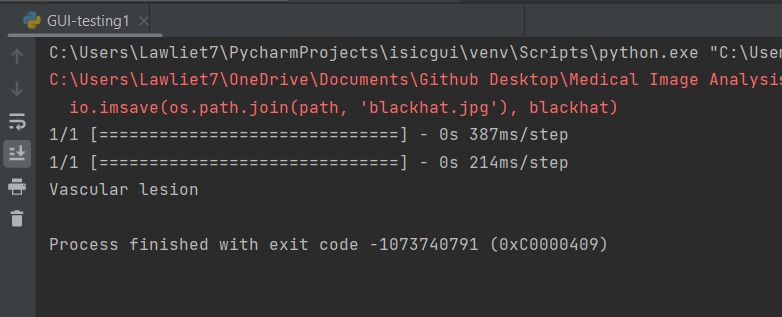 GUI-testing1
C:\Users\Lawliet7\PycharmProjects\isicgui\venv\Scripts\python.exe "C:\User
C:\Users\Lawliet7\OneDrive\Documents\Github Desktop\Medical Image Analysis
io.imsave(os.path.join(path, 'blackhat.jpg'), blackhat)
1/1 [==============================] - 0s 387ms/step
1/1 [==============================] - 0s 214ms/step
Vascular lesion
Process finished with exit code -1073740791 (0xC0000409)